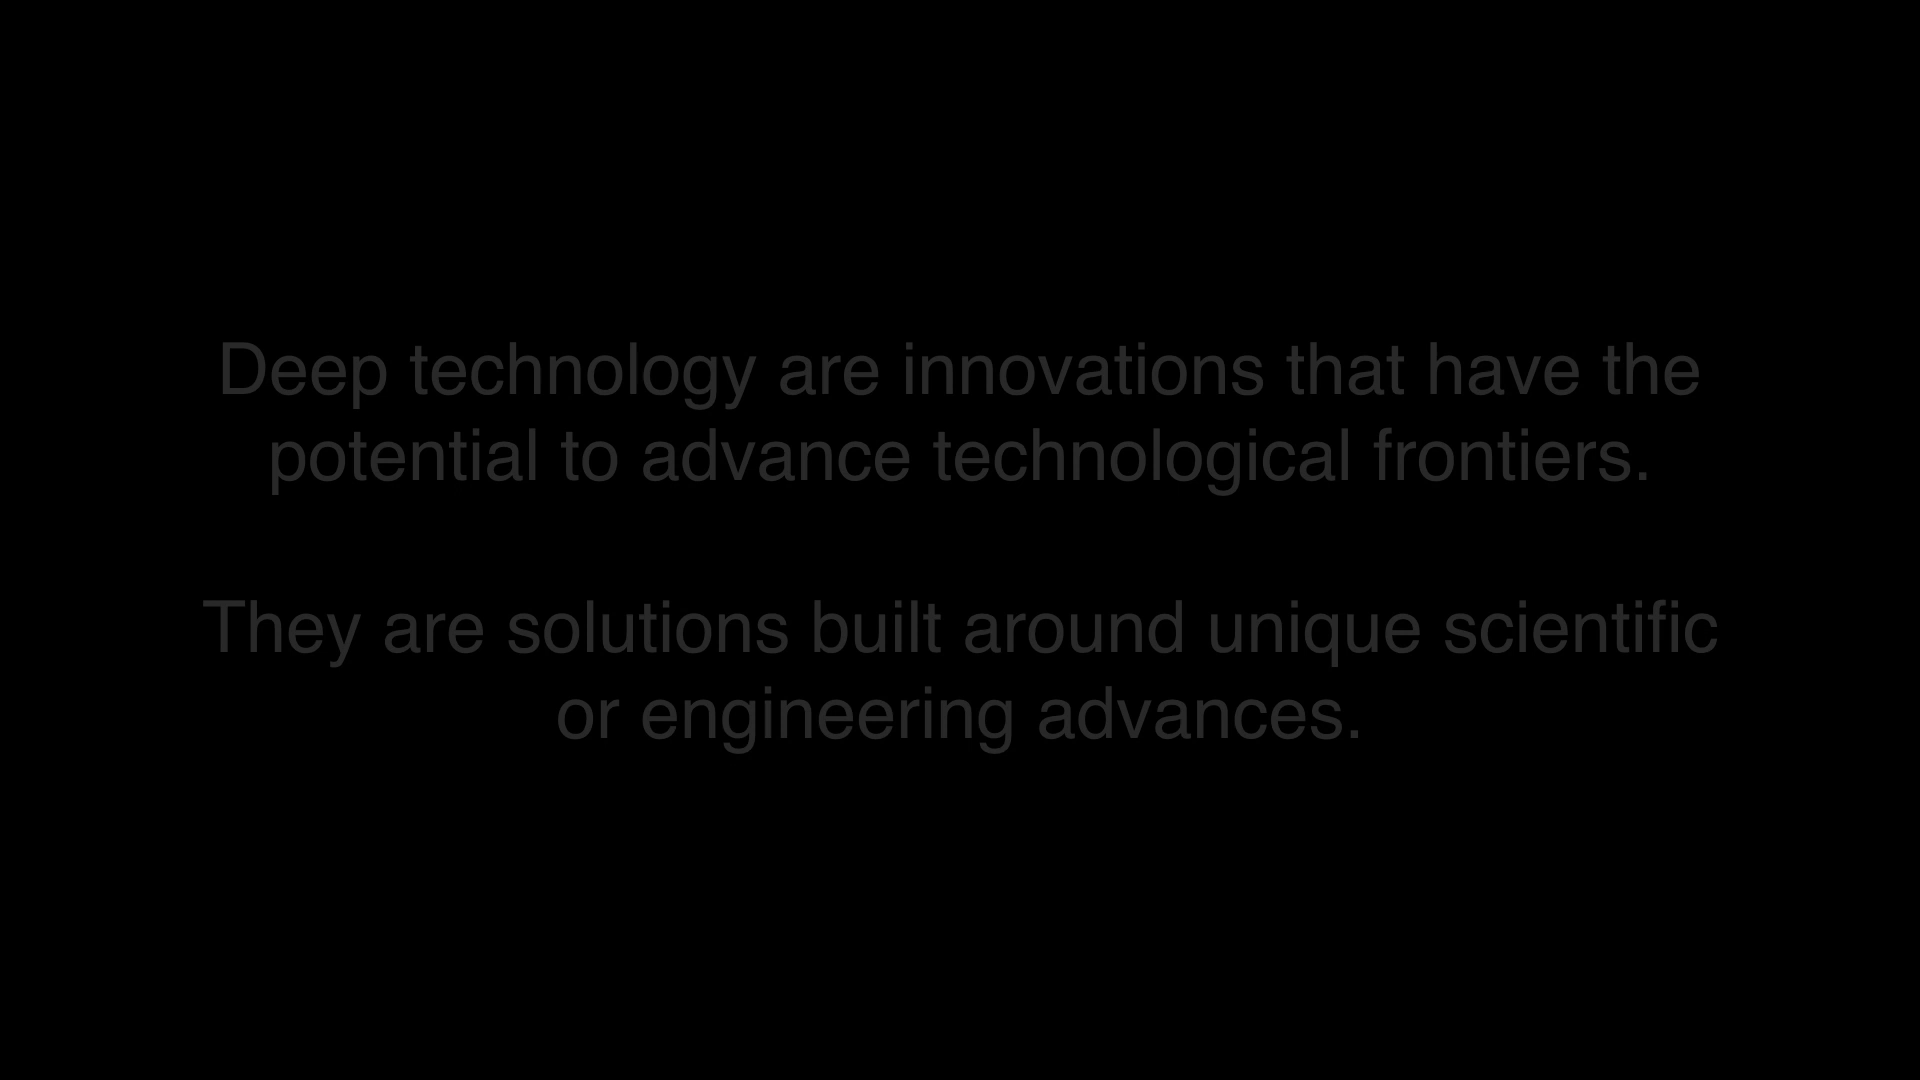 Deep technology are innovations that have the
potential to advance technological frontiers.
They are solutions built around unique scientific
or engineering advances.